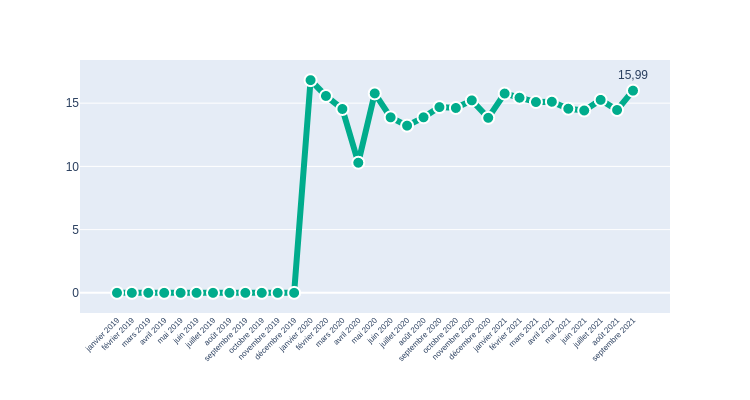 15,99
15
10
5
0
janvier 2019
février 2019
mars 2019
avril 2019
mai 2019
juin 2019
juillet 2019
août 2019
septembre 2019
octobre 2019
novembre 2019
décembre 2019
janvier 2020
février 2020
mars 2020
avril 2020
mai 2020
juin 2020
juillet 2020
août 2020
septembre 2020
octobre 2020
novembre 2020
décembre 2020
janvier 2021
février 2021
mars 2021
avril 2021
mai 2021
juin 2021
juillet 2021
août 2021
septembre 2021